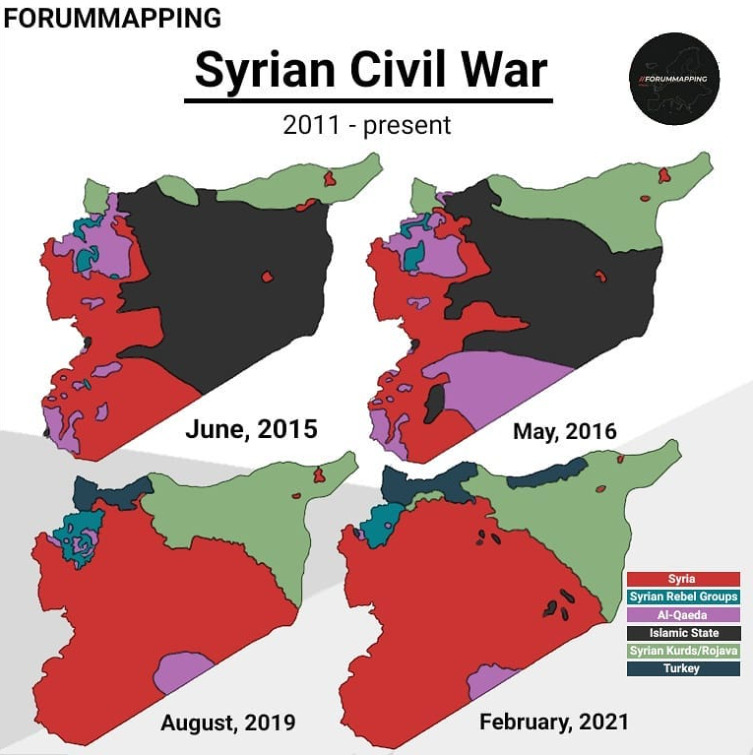 FORUMMAPPING
Syrian Civil War
//FORUMMAPPING
2011 - present
June, 2015
May, 2016
August, 2019
February, 2021
Syria
Syrian Rebel Groups
Al-Qaeda
Islamic State
Syrian Kurds/Rojava
Turkey